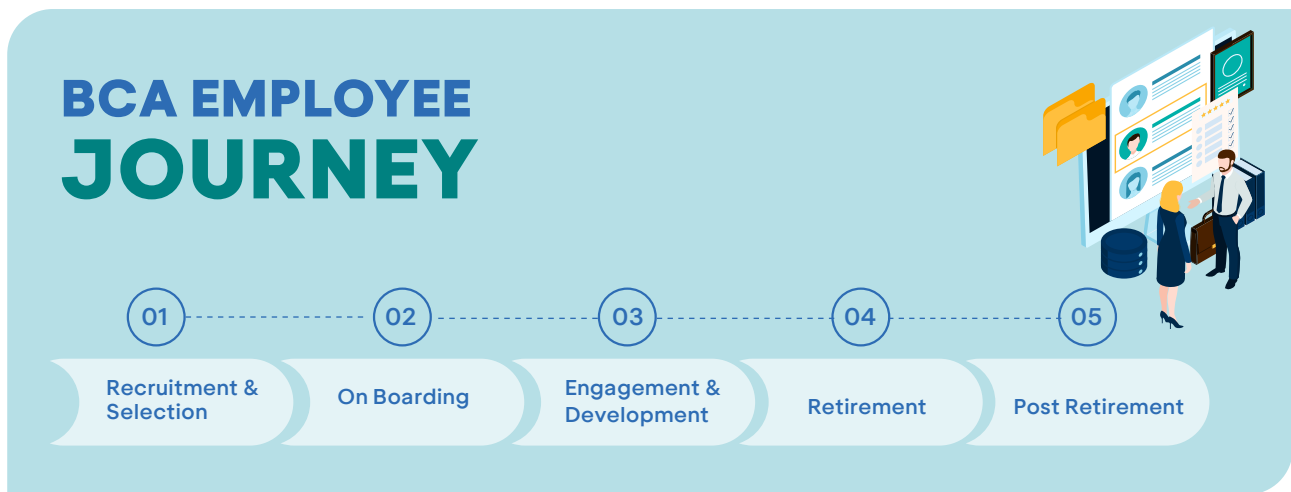 BCA EMPLOYEE
JOURNEY
01
02
03
04
05
Recruitment &
Selection
On Boarding
Engagement &
Development
Retirement
Post Retirement